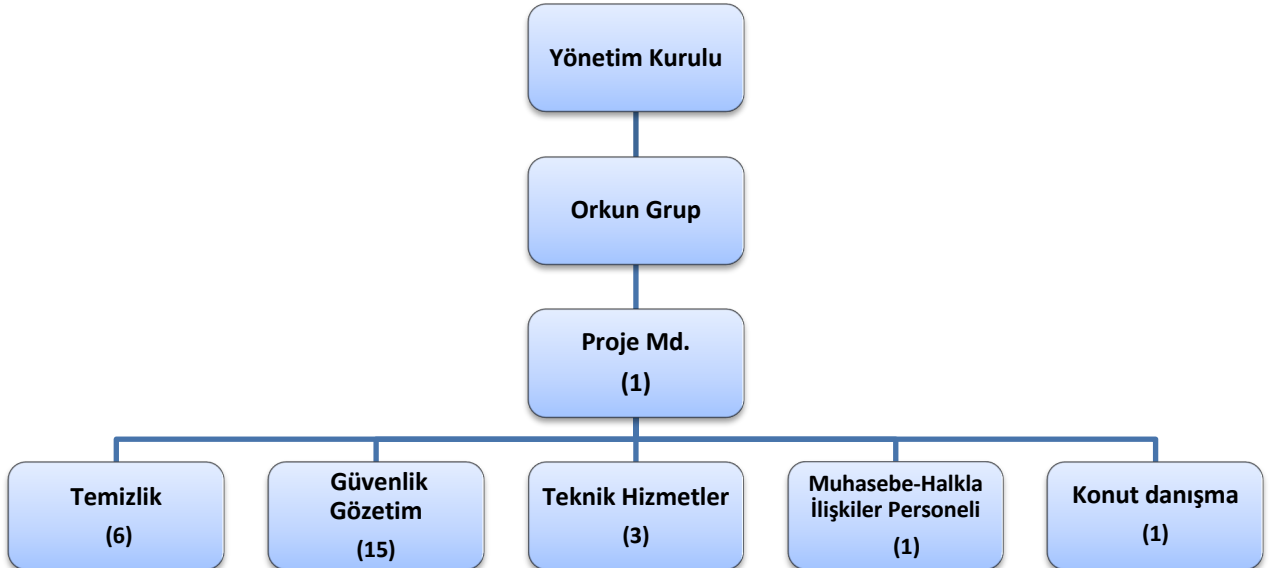 Yönetim Kurulu
Orkun Grup
Proje Md.
(1)
Temizlik
(6)
Güvenlik
Gözetim
(15)
Teknik Hizmetler
(3)
Muhasebe-Halkla
İlişkiler Personeli
(1)
Konut danışma
(1)